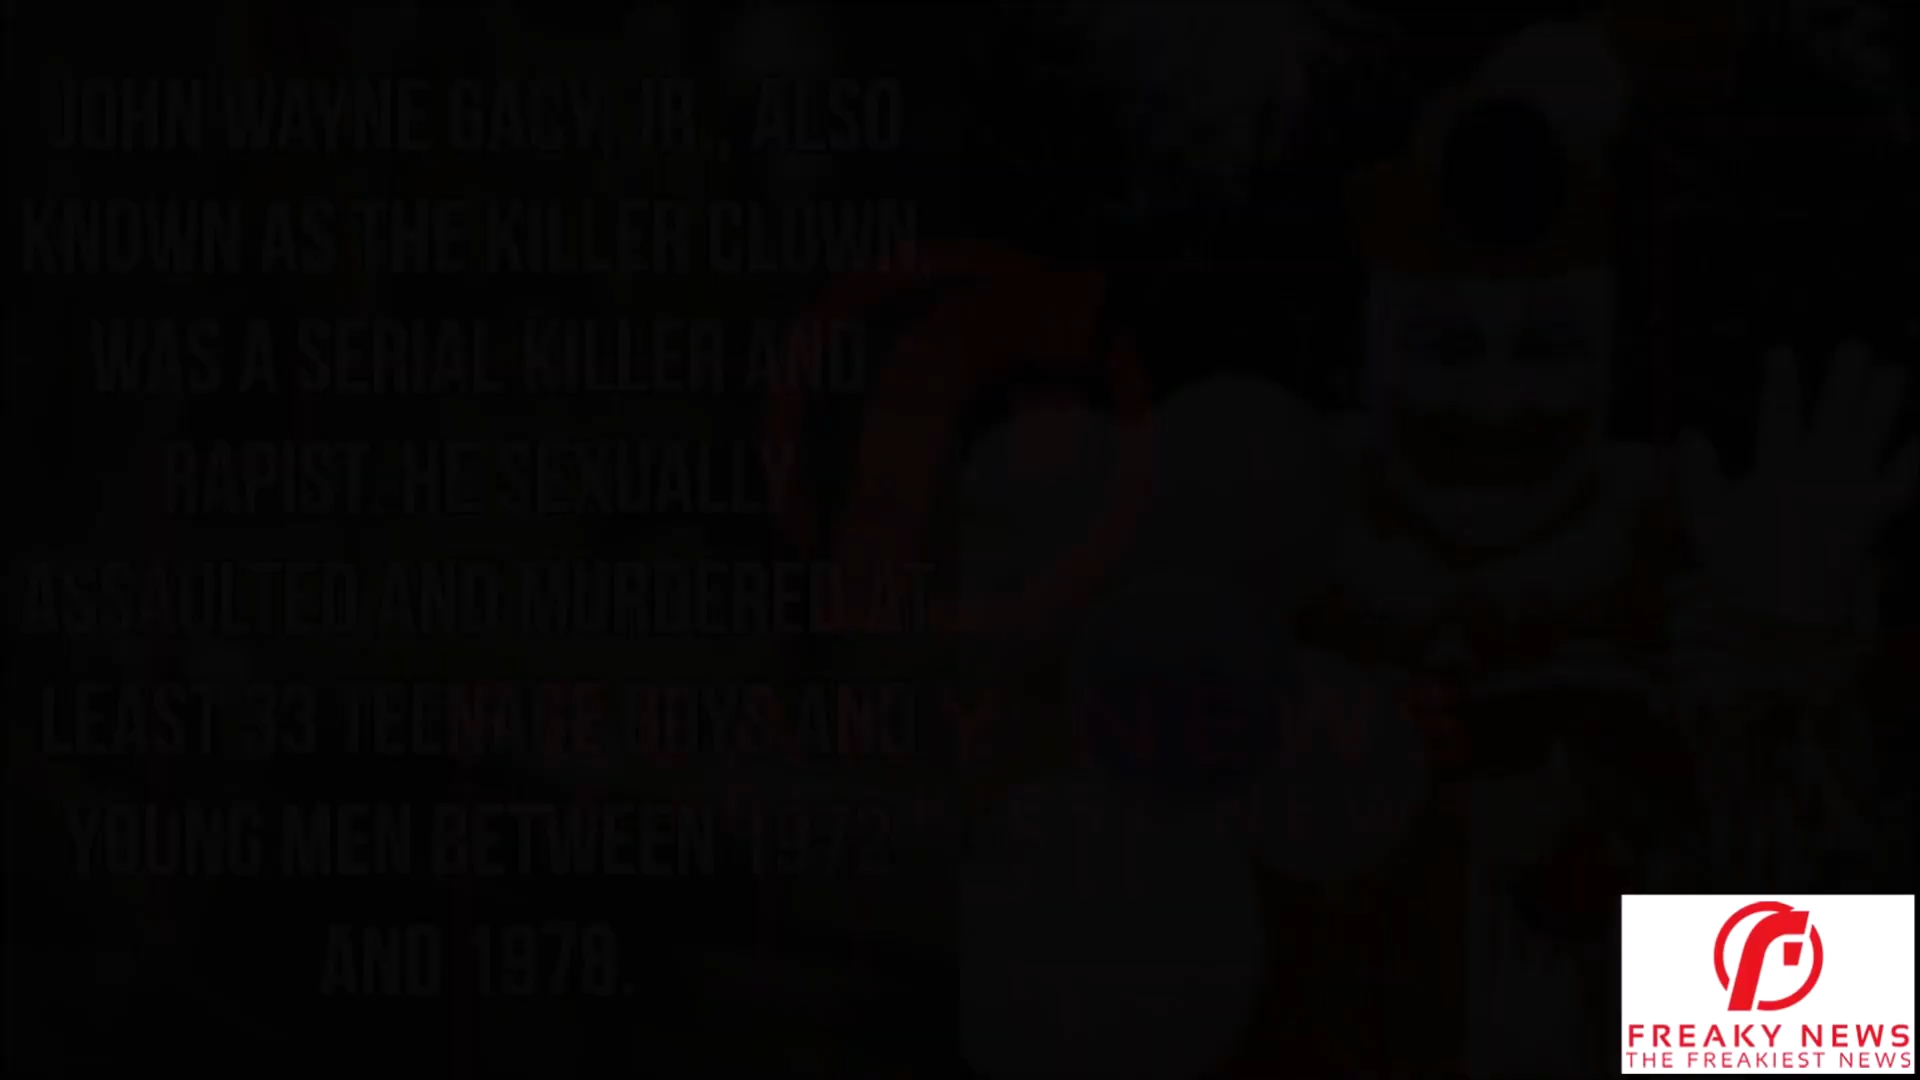 JOHN WAYNE GACY, JR., ALSO
KNOWN AS THE KILLER CLOWN,
WAS A SERIAL KILLER AND
RAPIST. HE SEXUALLY
ASSAULTED AND MURDERED AT
LEAST 33 TEENAGE BOYS AND
YOUNG MEN BETWEEN 1972
AND 1978.
Y NEWS
FREAKY NEWS
THE FREAKIEST NEWS